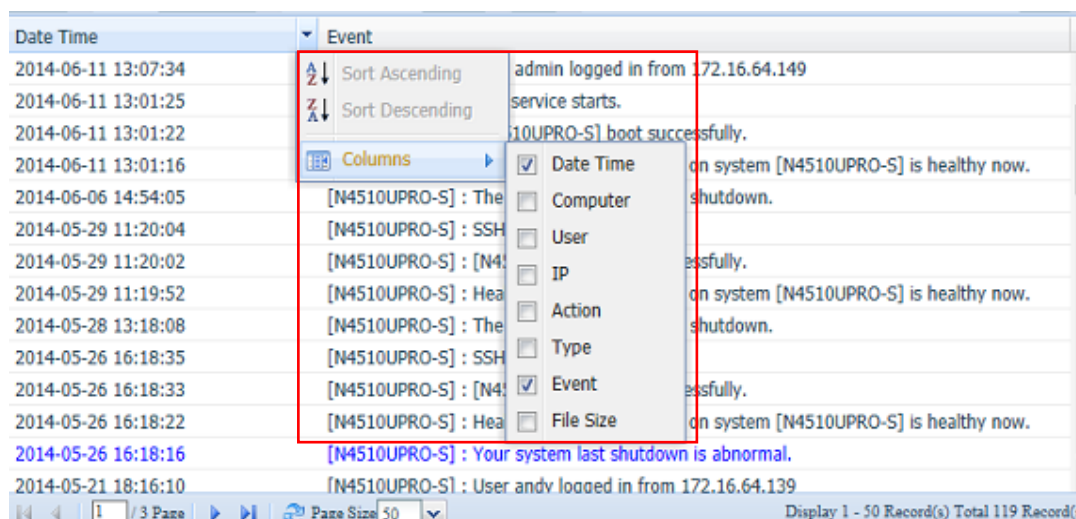 Date Time Event
2014-06-11 13:07:34 admin logged in from 172.16.64.149
Sort Ascending
2014-06-11 13:01:25 service starts.
Sort Descending
2014-06-11 13:01:22 10UPRO-S] boot successfully.
Columns
2014-06-11 13:01:16 on system [N4510UPRO-S] is healthy now.
Date Time
2014-06-06 14:54:05 [N4510UPRO-S] : The shutdown.
Computer
2014-05-29 11:20:04 [N4510UPRO-S] : SSH
User
2014-05-29 11:20:02 [N4510UPRO-S] : [N4 essfully.
IP
2014-05-29 11:19:52 [N4510UPRO-S] : Hea on system [N4510UPRO-S] is healthy now.
Action
2014-05-28 13:18:08 [N4510UPRO-S] : The shutdown.
Type
2014-05-26 16:18:35 [N4510UPRO-S] : SSH
Event
2014-05-26 16:18:33 [N4510UPRO-S] : [N4 essfully.
File Size
2014-05-26 16:18:22 [N4510UPRO-S] : Hea on system [N4510UPRO-S] is healthy now.
2014-05-26 16:18:16 [N4510UPRO-S] : Your system last shutdown is abnormal.
2014-05-21 18:16:10 [N4510UPRO-S] : User andy logged in from 172.16.64.139
1 / 3 Page Page Size 50 Display 1 - 50 Record(s) Total 119 Record(